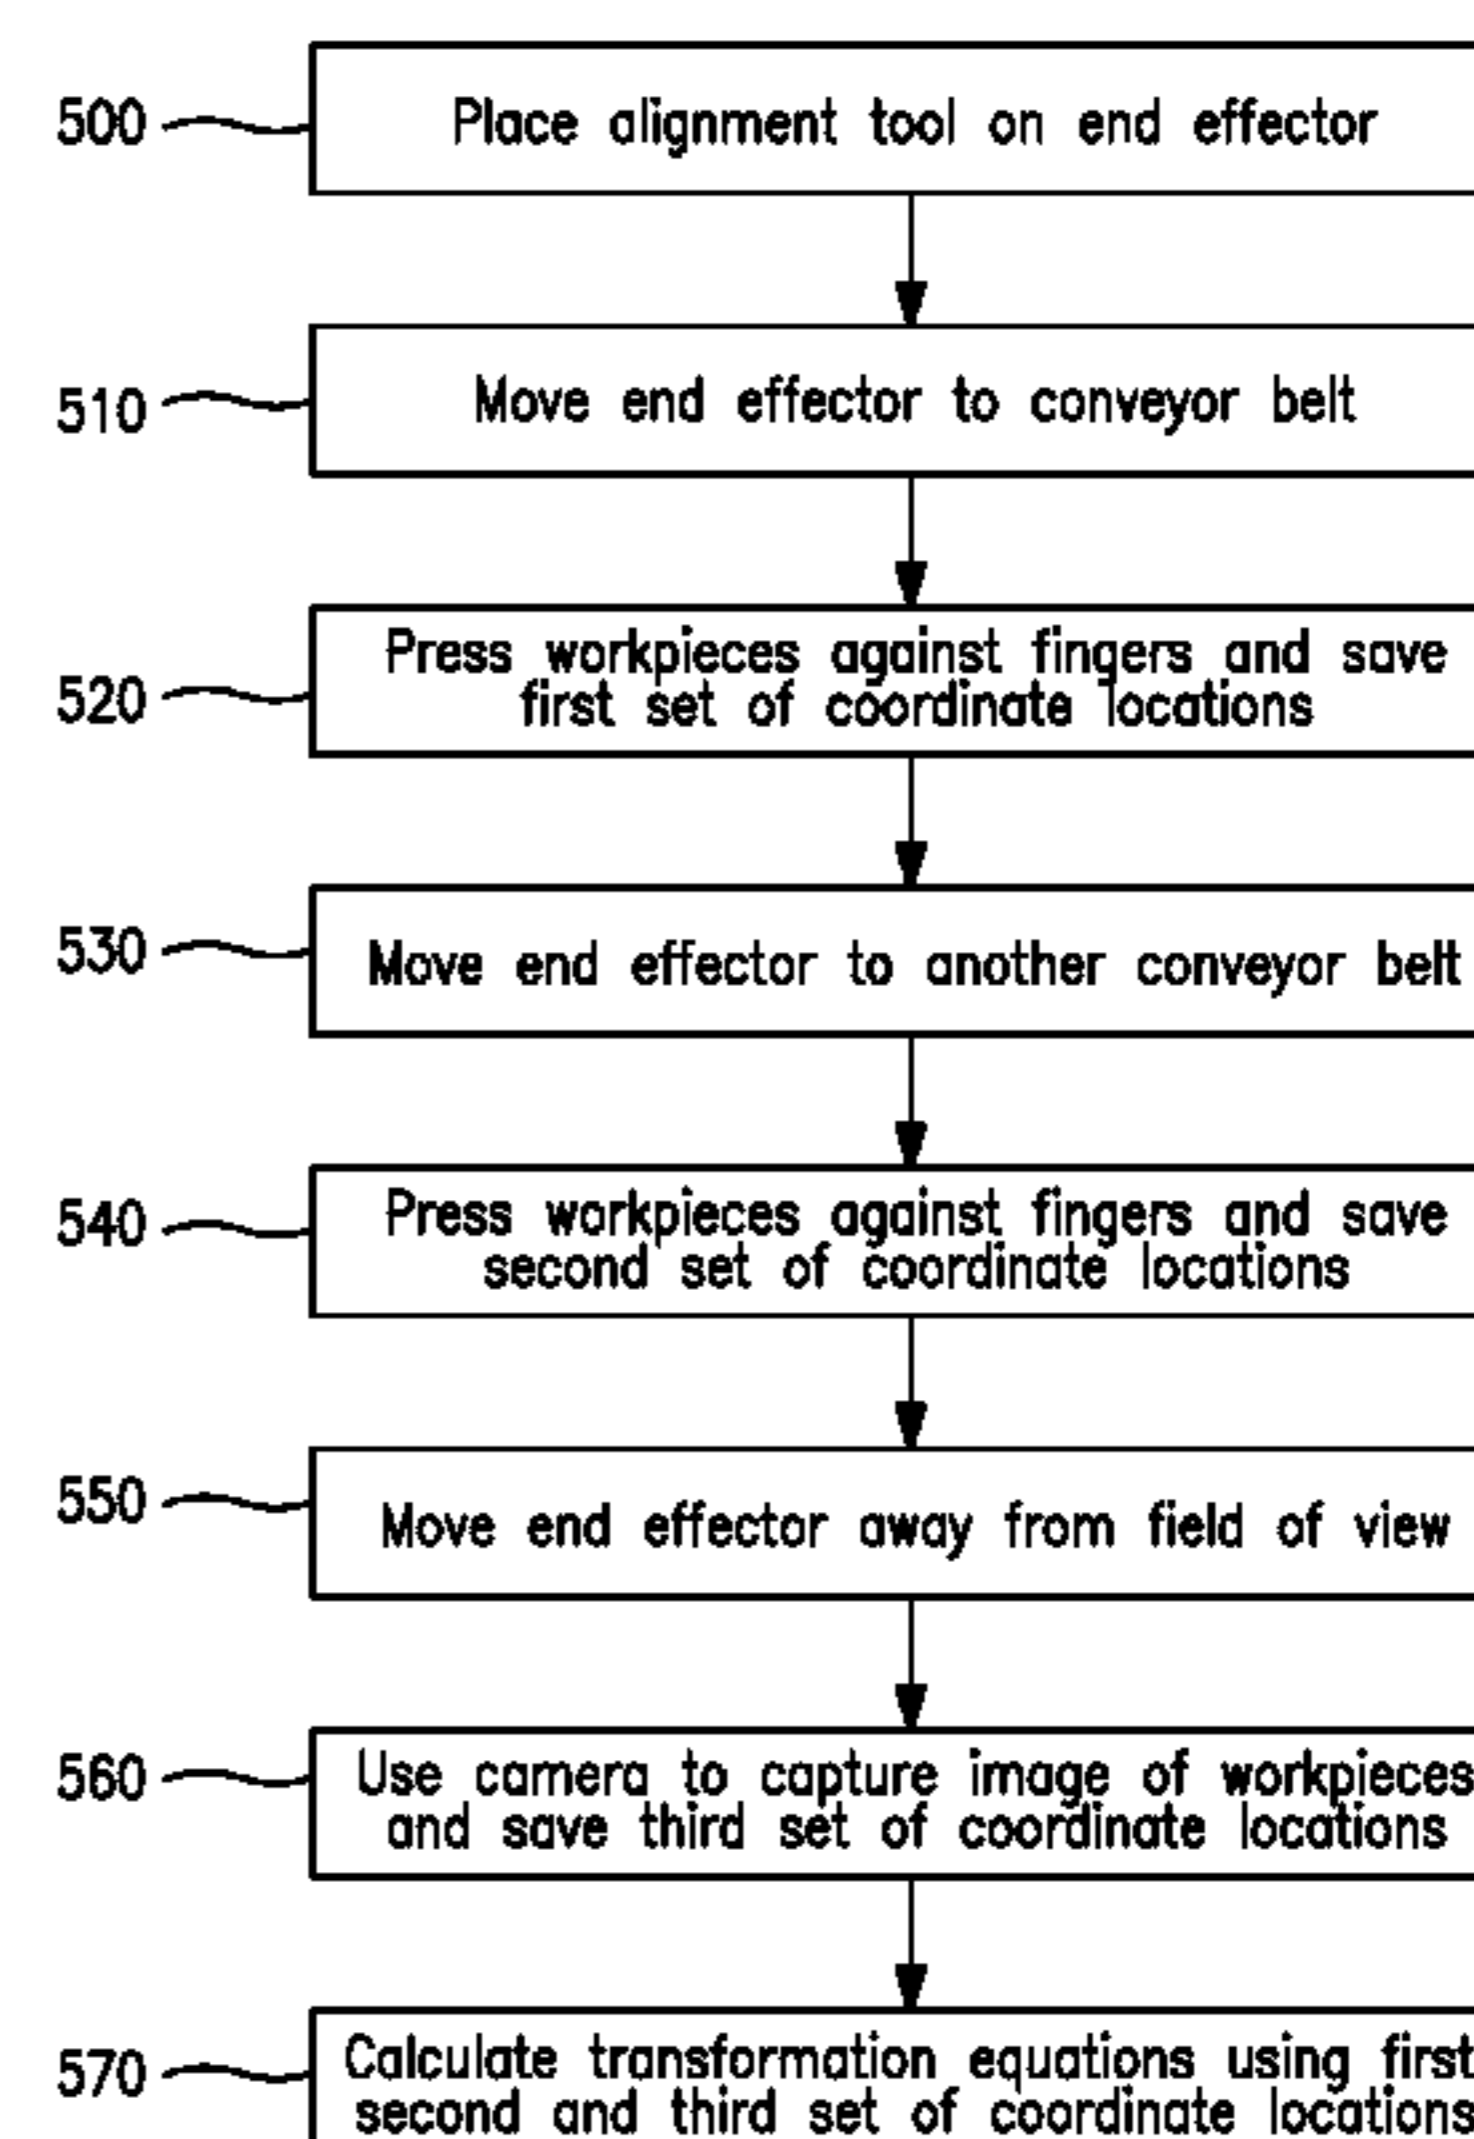 500
Place alignment tool on end effector
510
Move end effector to conveyor belt
520
Press workpieces against fingers and save
first set of coordinate locations
530
Move end effector to another conveyor belt
540
Press workpieces against fingers and save
second set of coordinate locations
550
Move end effector away from field of view
560
Use camera to capture image of workpieces
and save third set of coordinate locations
570
Calculate transformation equations using first
second and third set of coordinate locations